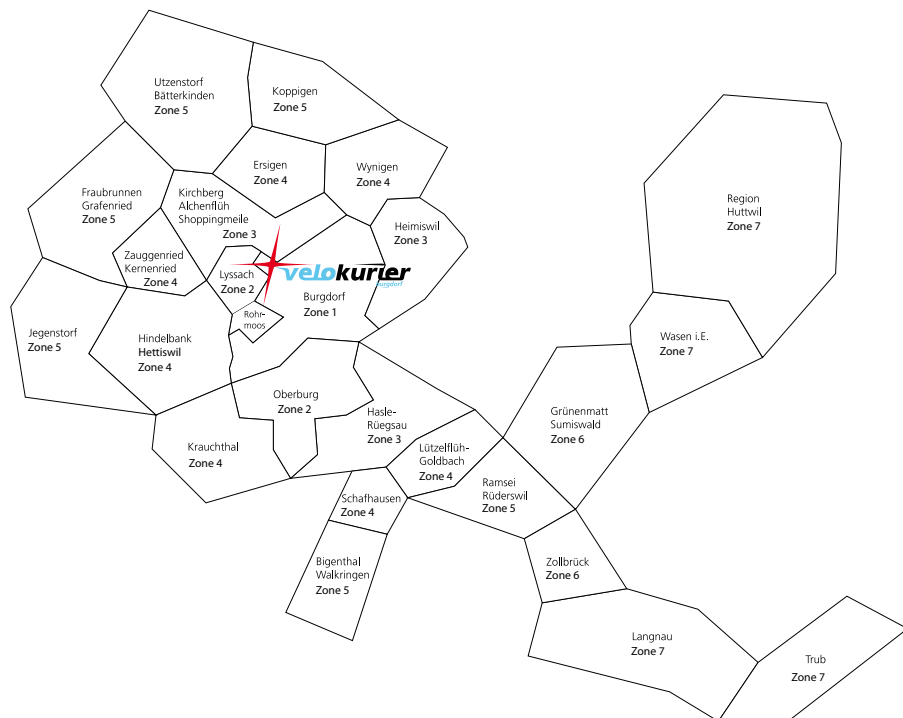 Utzenstorf
Bätterkinden
Zone 5
Koppigen
Zone 5
Ersigen
Zone 4
Wynigen
Zone 4
Fraubrunnen
Grafenried
Zone 5
Kirchberg
Alchenflüh
Shoppingmeile
Zone 3
Heimiswil
Zone 3
Region
Huttwil
Zone 7
Zauggenried
Kernenried
Zone 4
Lyssach
Zone 2
velokurier
burgdorf
Burgdorf
Zone 1
Rohr-
moos
Jegenstorf
Zone 5
Hindelbank
Hettiswil
Zone 4
Wasen i.E.
Zone 7
Oberburg
Zone 2
Hasle-
Rüegsau
Zone 3
Grünenmatt
Sumiswald
Zone 6
Krauchthal
Zone 4
Lützelflüh-
Goldbach
Zone 4
Ramsei
Rüderswil
Zone 5
Schafhausen
Zone 4
Bigenthal
Walkringen
Zone 5
Zollbrück
Zone 6
Langnau
Zone 7
Trub
Zone 7